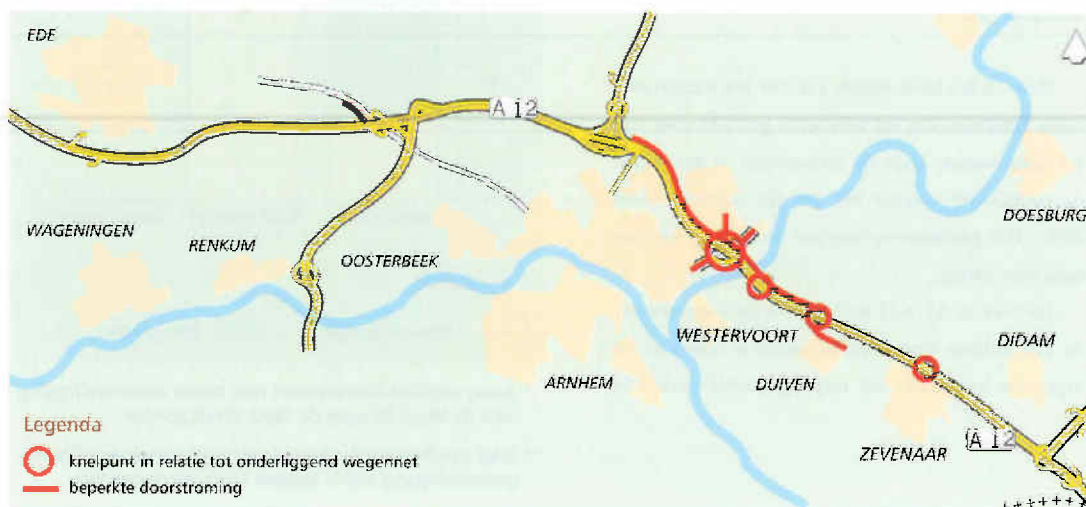 EDE
A 12
WAGENINGEN
RENKUM
OOSTERBEEK
DOESBURG
WESTERVOORT
DIDAM
ARNHEM
DUIVEN
A 12
ZEVENAAR
Legenda
knelpunt in relatie tot onderliggend wegennet
beperkte doorstroming